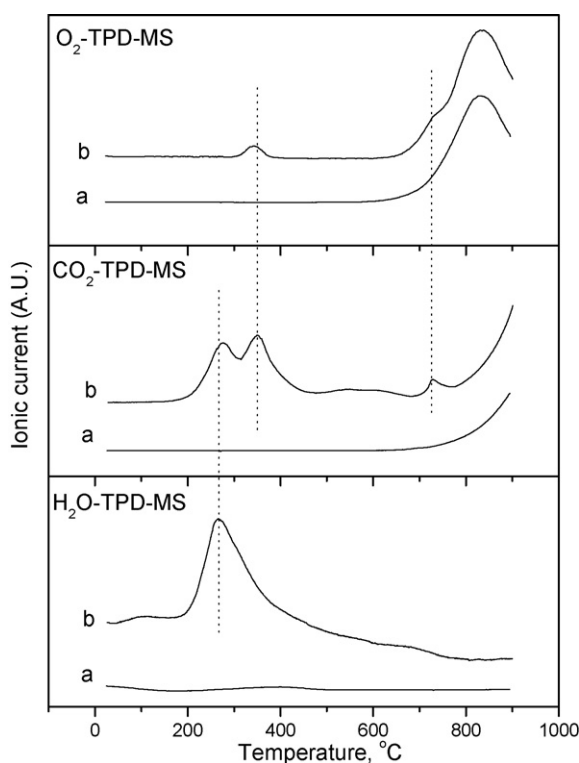 O₂-TPD-MS
b
a
CO₂-TPD-MS
b
a
H₂O-TPD-MS
b
a
Ionic current (A.U.)
0 200 400 600 800 1000
Temperature, °C